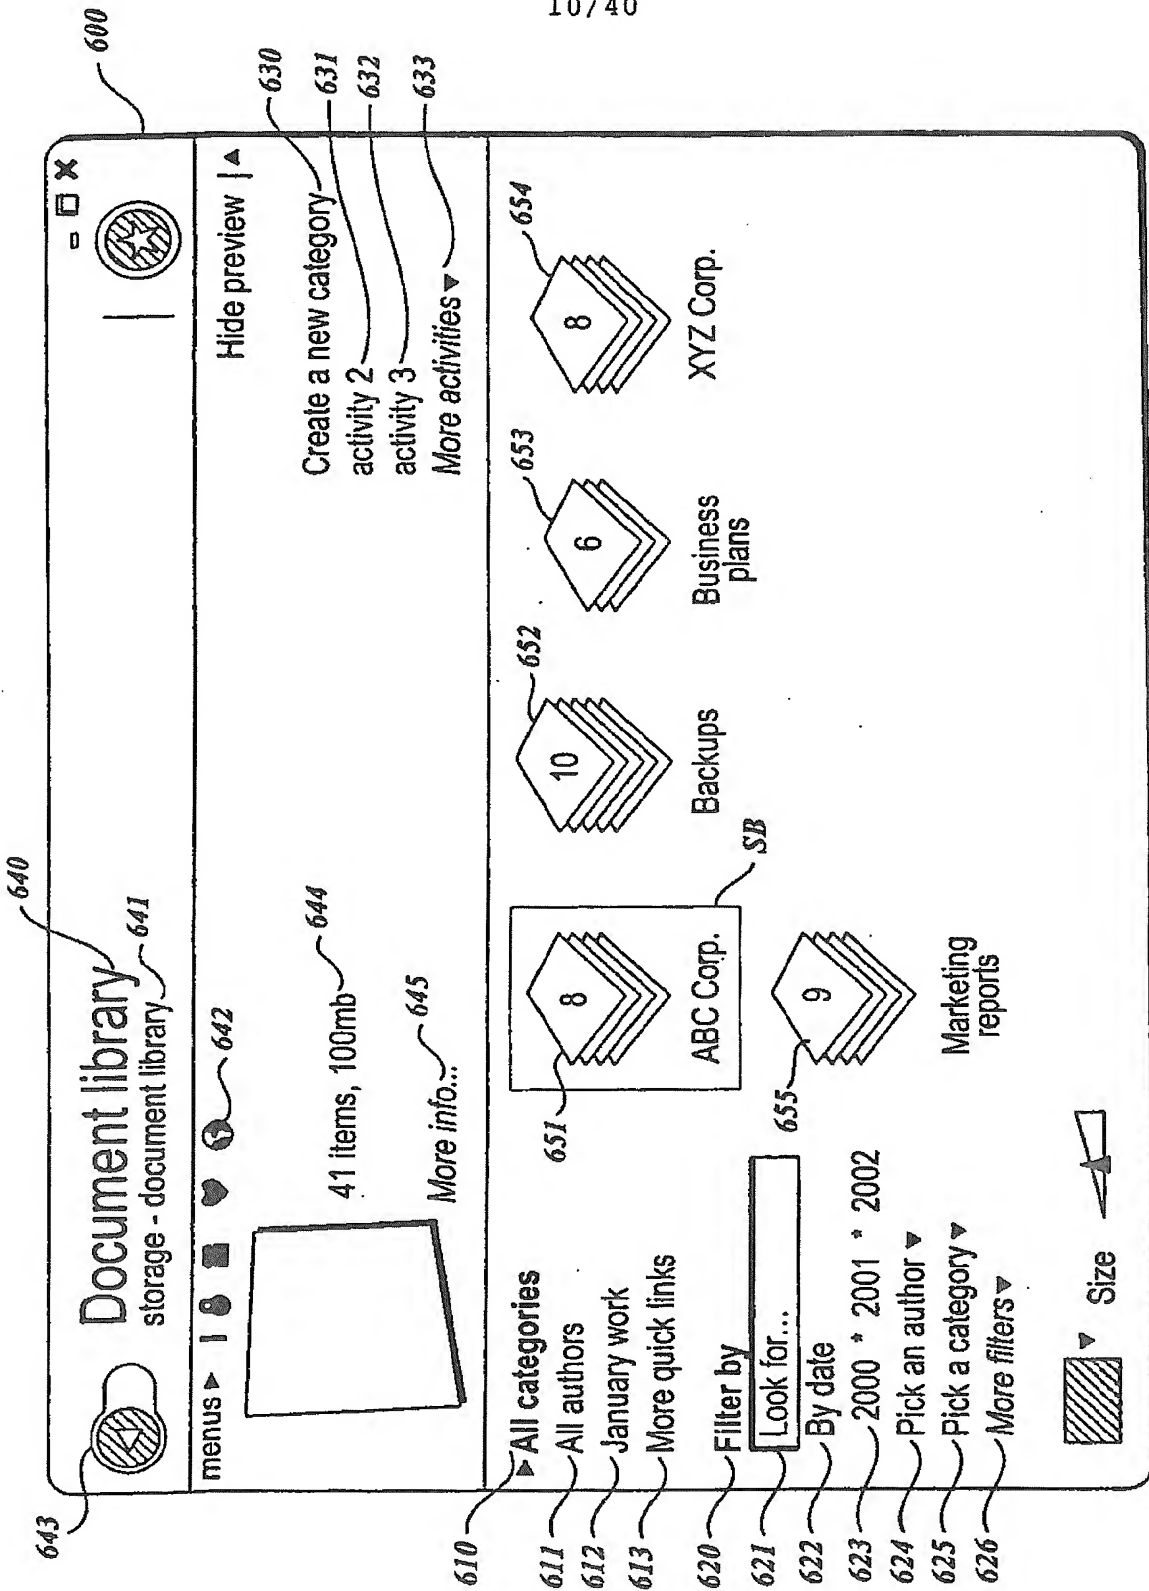 10/40
600
640
Document library
641
storage - document library
643
menus
642
Hide preview
630
Create a new category
631
activity 2
632
activity 3
633
More activities
41 items, 100mb
644
More info...
645
610
All categories
611
All authors
612
January work
613
More quick links
620
Filter by
621
Look for...
622
By date
623
2000 * 2001 * 2002
624
Pick an author
625
Pick a category
626
More filters
Size
651
8
ABC Corp.
SB
652
10
Backups
653
6
Business
plans
654
8
XYZ Corp.
655
9
Marketing
reports